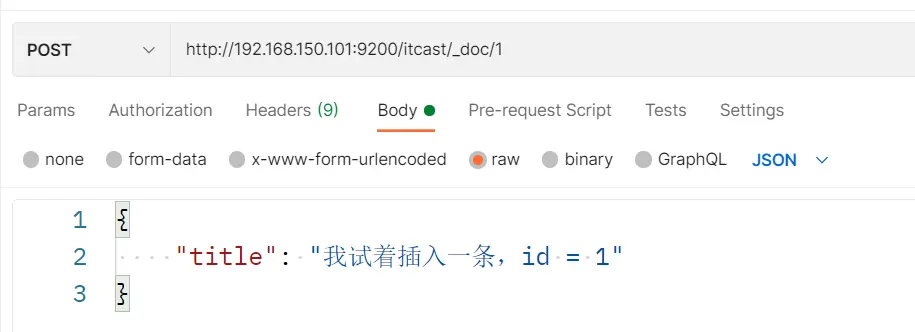 POST http://192.168.150.101:9200/itcast/_doc/1
Params Authorization Headers (9) Body Pre-request Script Tests Settings
none form-data x-www-form-urlencoded raw binary GraphQL JSON
1 {
2 "title": "我试着插入一条，id = 1"
3 }